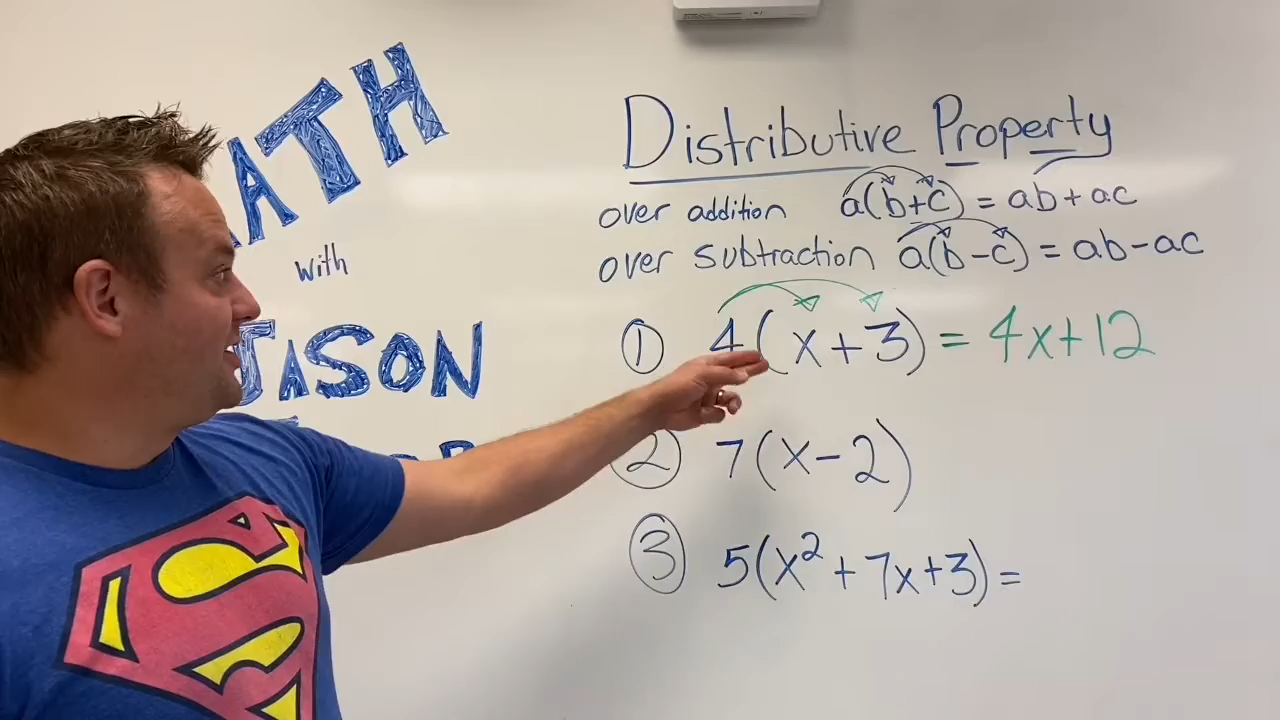 ATH
with
JASON
Distributive Property
over addition a(b+c) = ab+ac
over subtraction a(b-c) = ab-ac
① 4(x+3) = 4x+12
② 7(x-2)
③ 5(x²+7x+3) =
S